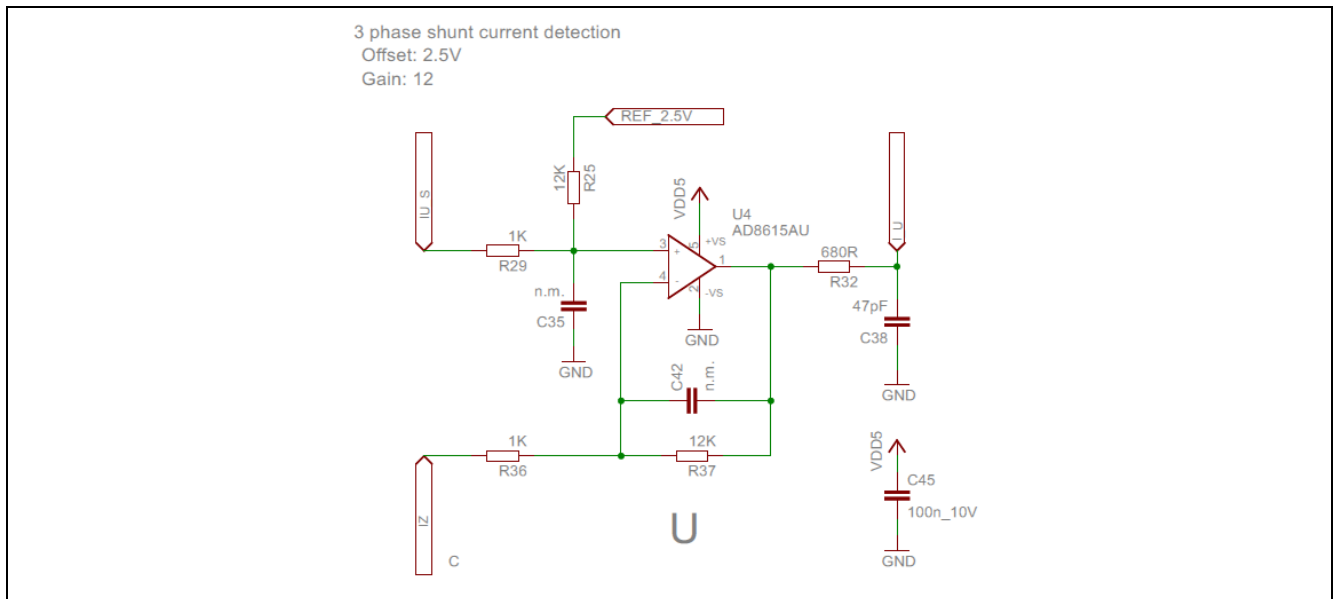 3 phase shunt current detection
Offset: 2.5V
Gain: 12
REF_2.5V
IU_S
12K
R25
VDD5
U4
AD8615AU
I_U
1K
R29
3
+
5
+VS
1
4
-
2
-VS
680R
R32
n.m.
C35
GND
GND
47pF
C38
GND
C42
n.m.
1K
R36
12K
R37
VDD5
C45
100n_10V
GND
IZ
C
U